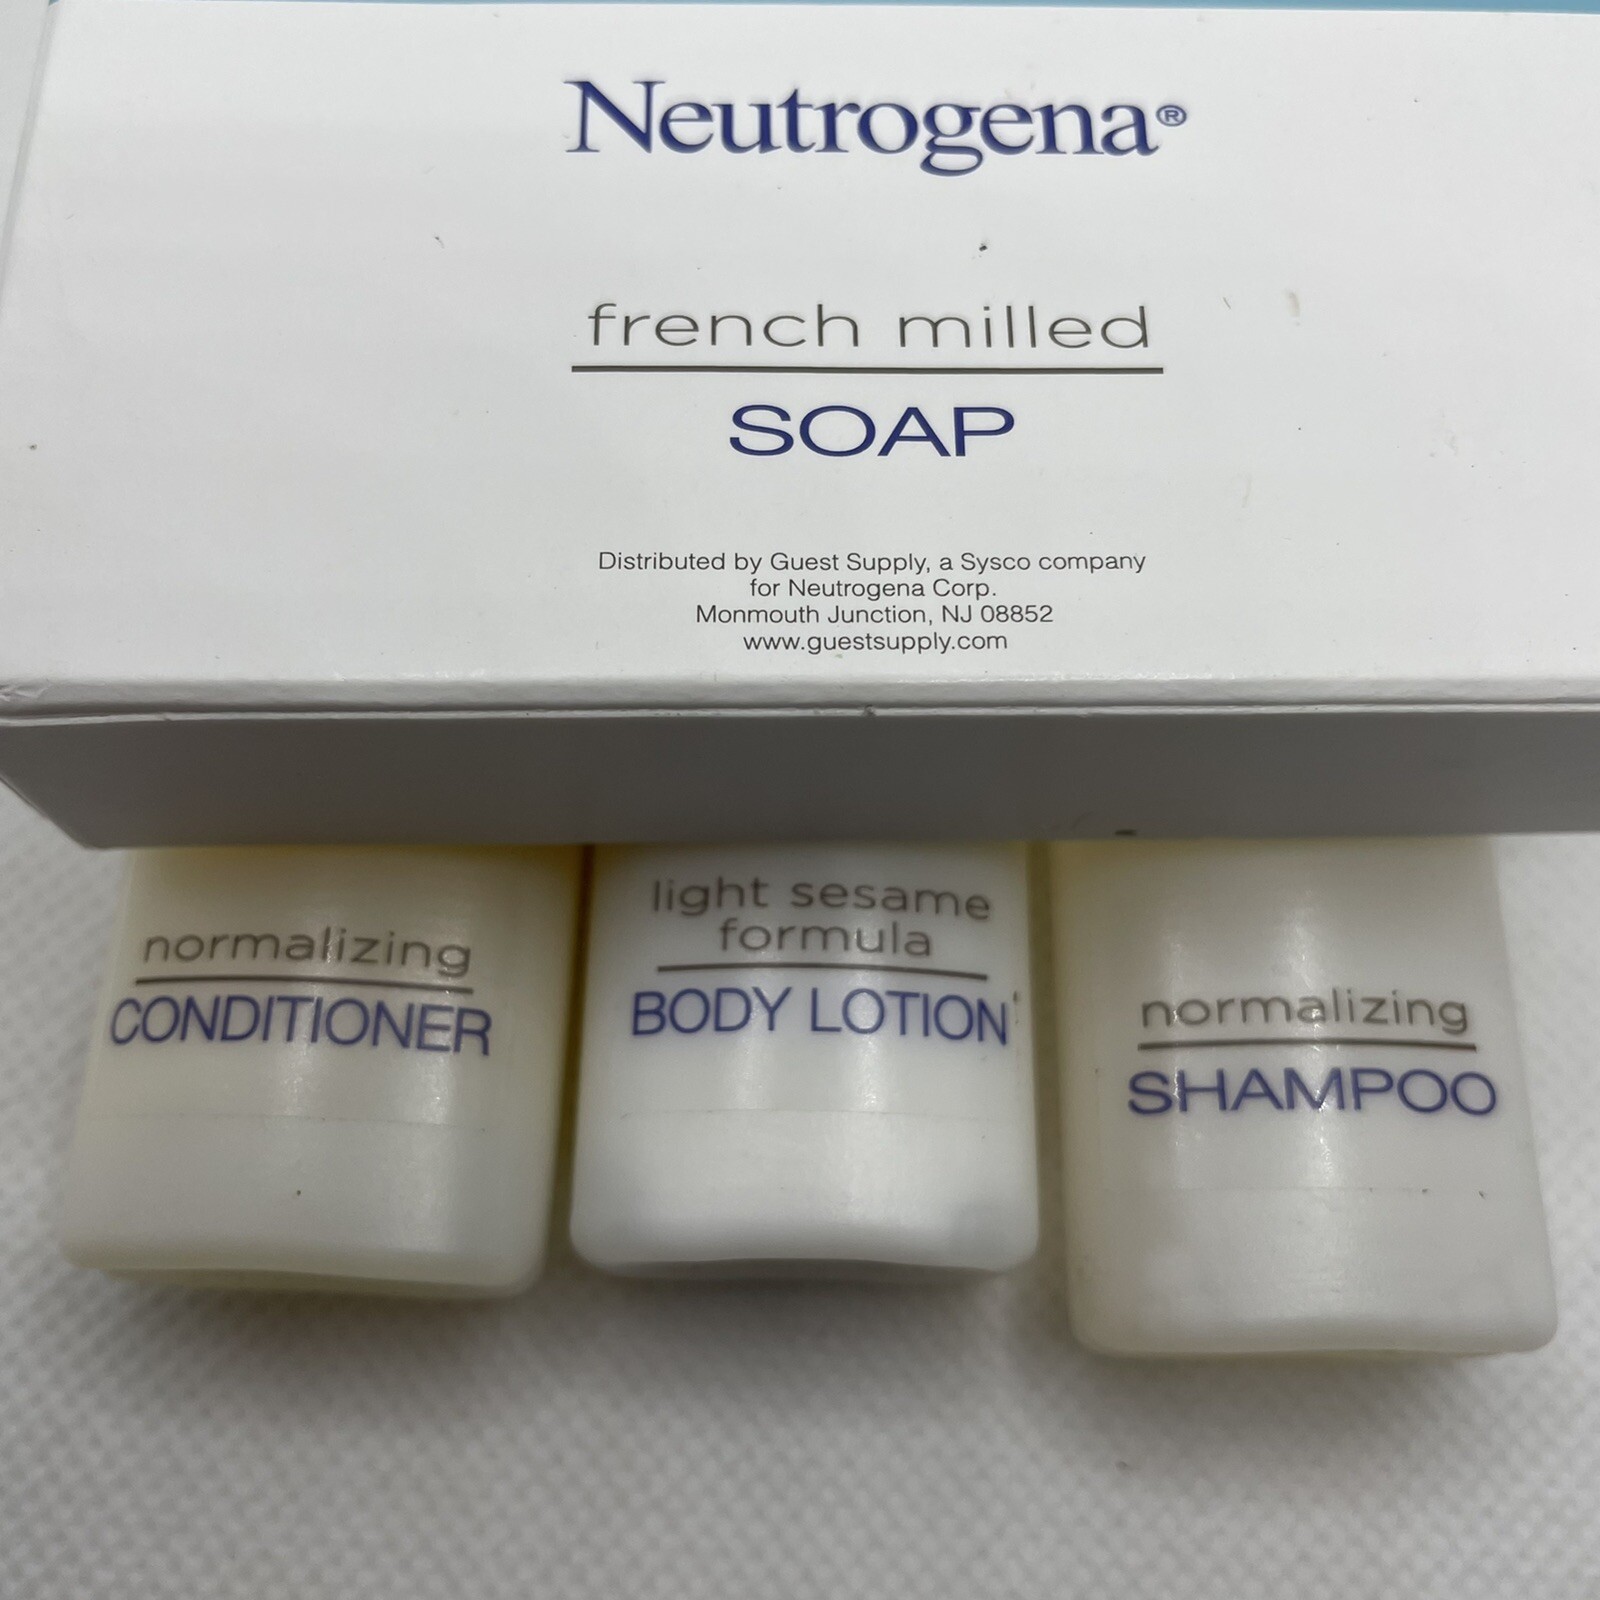 Neutrogena®
french milled
SOAP
Distributed by Guest Supply, a Sysco company
for Neutrogena Corp.
Monmouth Junction, NJ 08852
www.guestsupply.com
normalizing
CONDITIONER
light sesame
formula
BODY LOTION
normalizing
SHAMPOO